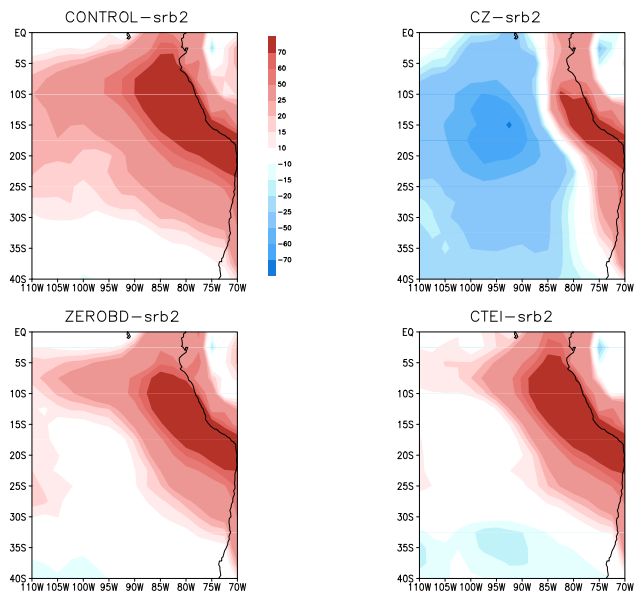 CONTROL-srb2
EQ
5S
10S
15S
20S
25S
30S
35S
40S
110W 105W 100W 95W 90W 85W 80W 75W 70W
70
60
50
25
20
15
10
-10
-15
-20
-25
-50
-60
-70
CZ-srb2
EQ
5S
10S
15S
20S
25S
30S
35S
40S
110W 105W 100W 95W 90W 85W 80W 75W 70W
ZEROBD-srb2
EQ
5S
10S
15S
20S
25S
30S
35S
40S
110W 105W 100W 95W 90W 85W 80W 75W 70W
CTEI-srb2
EQ
5S
10S
15S
20S
25S
30S
35S
40S
110W 105W 100W 95W 90W 85W 80W 75W 70W